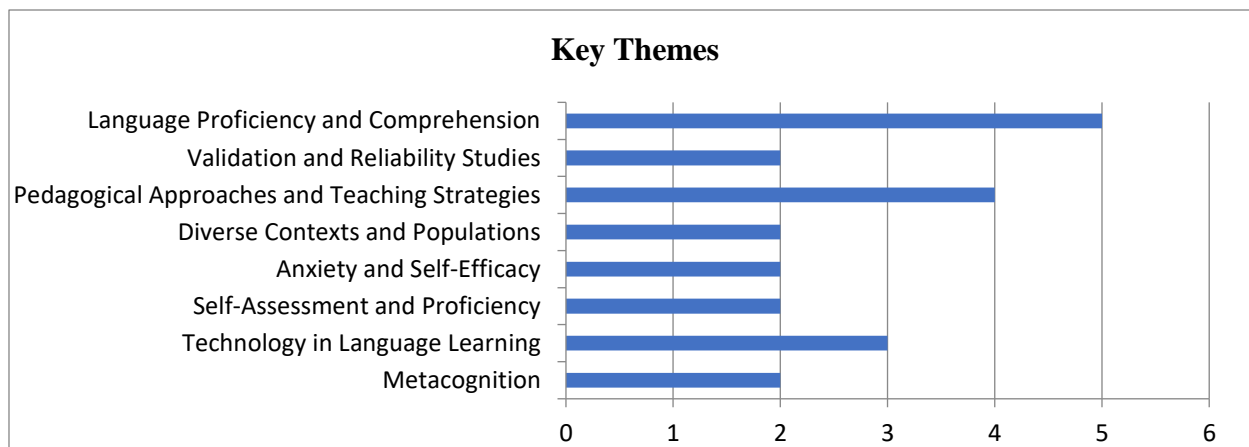 Key Themes
Language Proficiency and Comprehension
Validation and Reliability Studies
Pedagogical Approaches and Teaching Strategies
Diverse Contexts and Populations
Anxiety and Self-Efficacy
Self-Assessment and Proficiency
Technology in Language Learning
Metacognition
0 1 2 3 4 5 6